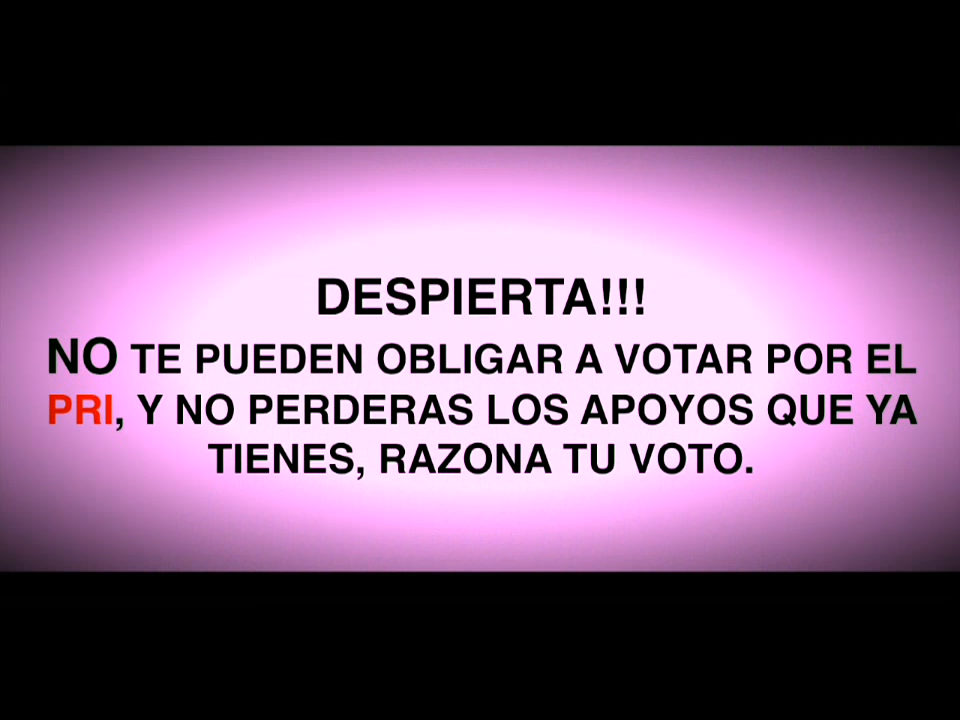 DESPIERTA!!!
NO TE PUEDEN OBLIGAR A VOTAR POR EL
PRI, Y NO PERDERAS LOS APOYOS QUE YA
TIENES, RAZONA TU VOTO.